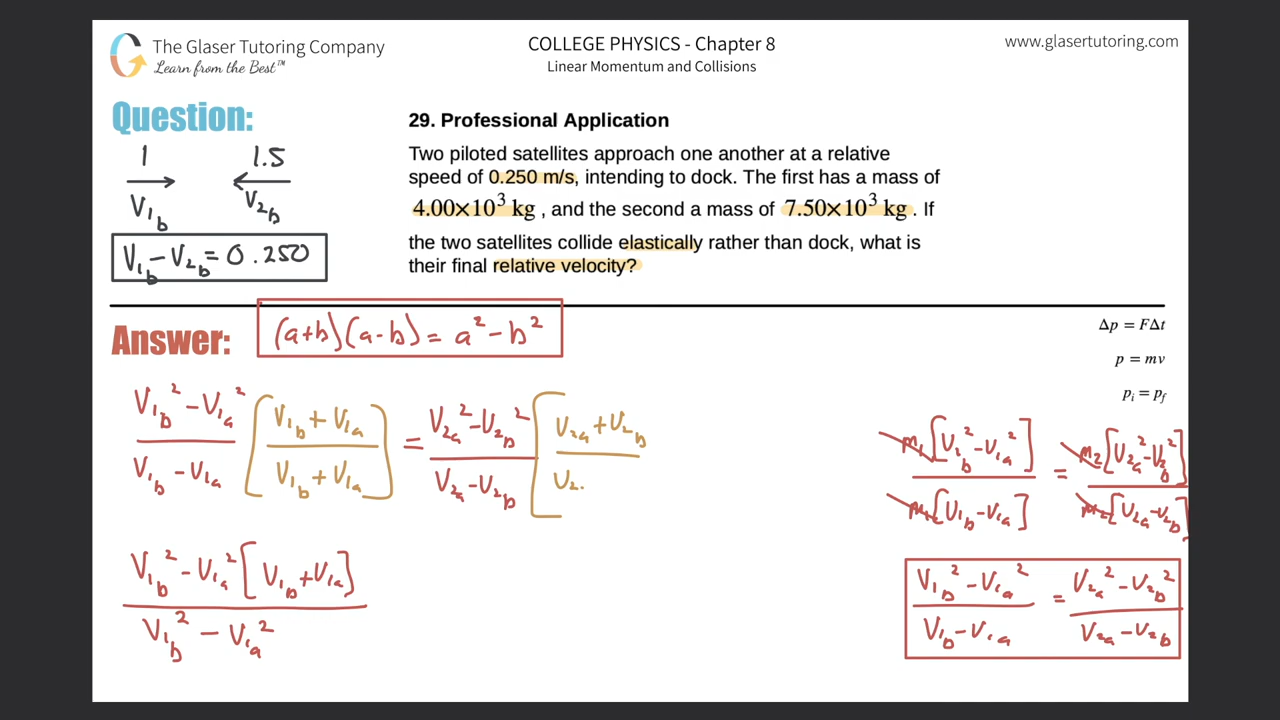 The Glaser Tutoring Company
Learn from the Best™
COLLEGE PHYSICS - Chapter 8
Linear Momentum and Collisions
www.glasertutoring.com
Question:
1 1.5
V₁b V₂b
V₁b − V₂b = 0.250
29. Professional Application
Two piloted satellites approach one another at a relative
speed of 0.250 m/s, intending to dock. The first has a mass of
4.00×10³ kg , and the second a mass of 7.50×10³ kg . If
the two satellites collide elastically rather than dock, what is
their final relative velocity?
Answer:
(a+b)(a-b) = a² − b²
Δp = FΔt
p = mv
pᵢ = p_f
V₁b² − V₁a² [ V₁b + V₁a ] = V₂a² − V₂b² [ V₂a + V₂b
V₁b − V₁a [ V₁b + V₁a ] V₂a − V₂b [ V₂.
V₁b² − V₁a² [ V₁b + V₁a ]
V₁b² − V₁a²
m₁[V₁b² − V₁a²] = m₂[V₂a² − V₂b²]
m₁[V₁b − V₁a] m₂[V₂a − V₂b]
V₁b² − V₁a² = V₂a² − V₂b²
V₁b − V₁a V₂a − V₂b